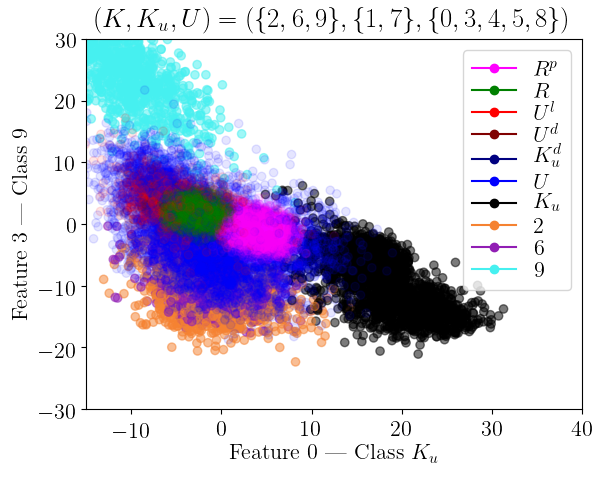 (K, K_u, U) = ({2, 6, 9}, {1, 7}, {0, 3, 4, 5, 8})
R^p
R
U^l
U^d
K_u^d
U
K_u
2
6
9
30
20
10
0
−10
−20
−30
Feature 3 — Class 9
−10
0
10
20
30
40
Feature 0 — Class K_u